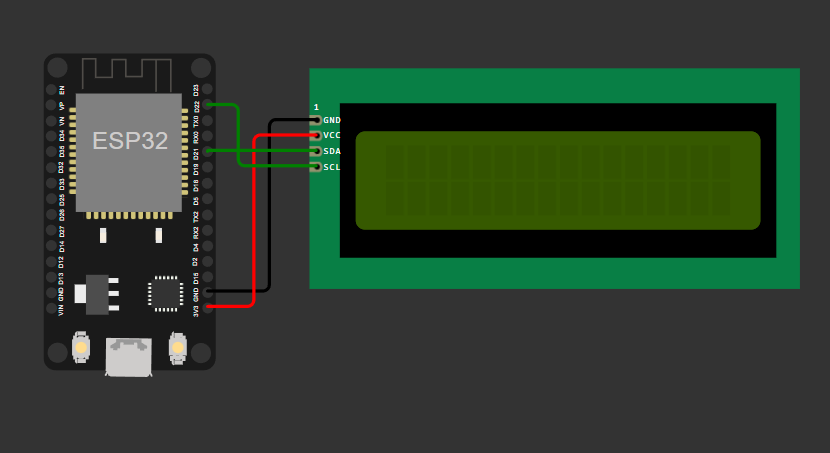 EN
VP
VN
D34
D35
D32
D33
D25
D26
D27
D14
D12
D13
GND
VIN
ESP32
D23
D22
TX0
RX0
D21
D19
D18
D5
TX2
RX2
D4
D2
D15
GND
3V3
1
GND
VCC
SDA
SCL